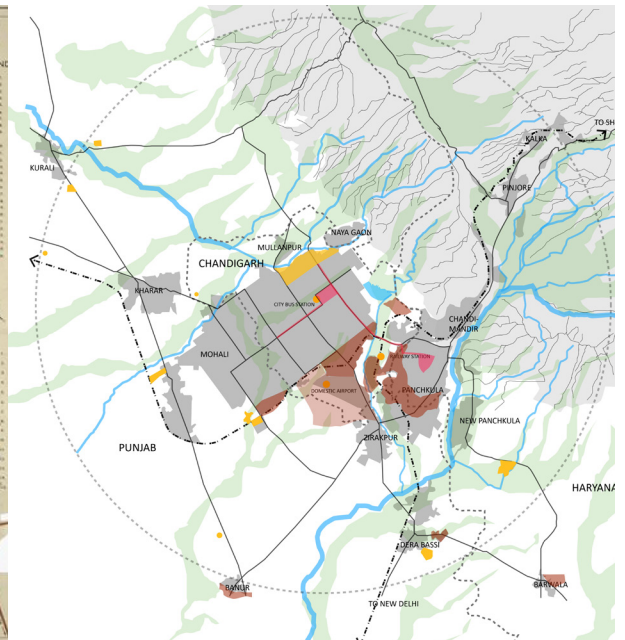 TO SH
KALKA
KURALI
PINJORE
NAYA GAON
MULLANPUR
CHANDIGARH
KHARAR
CITY BUS STATION
CHANDI-
MANDIR
MOHALI
RAILWAY STATION
DOMESTIC AIRPORT
PANCHKULA
NEW PANCHKULA
ZIRAKPUR
PUNJAB
HARYANA
DERA BASSI
BANUR
BARWALA
TO NEW DELHI